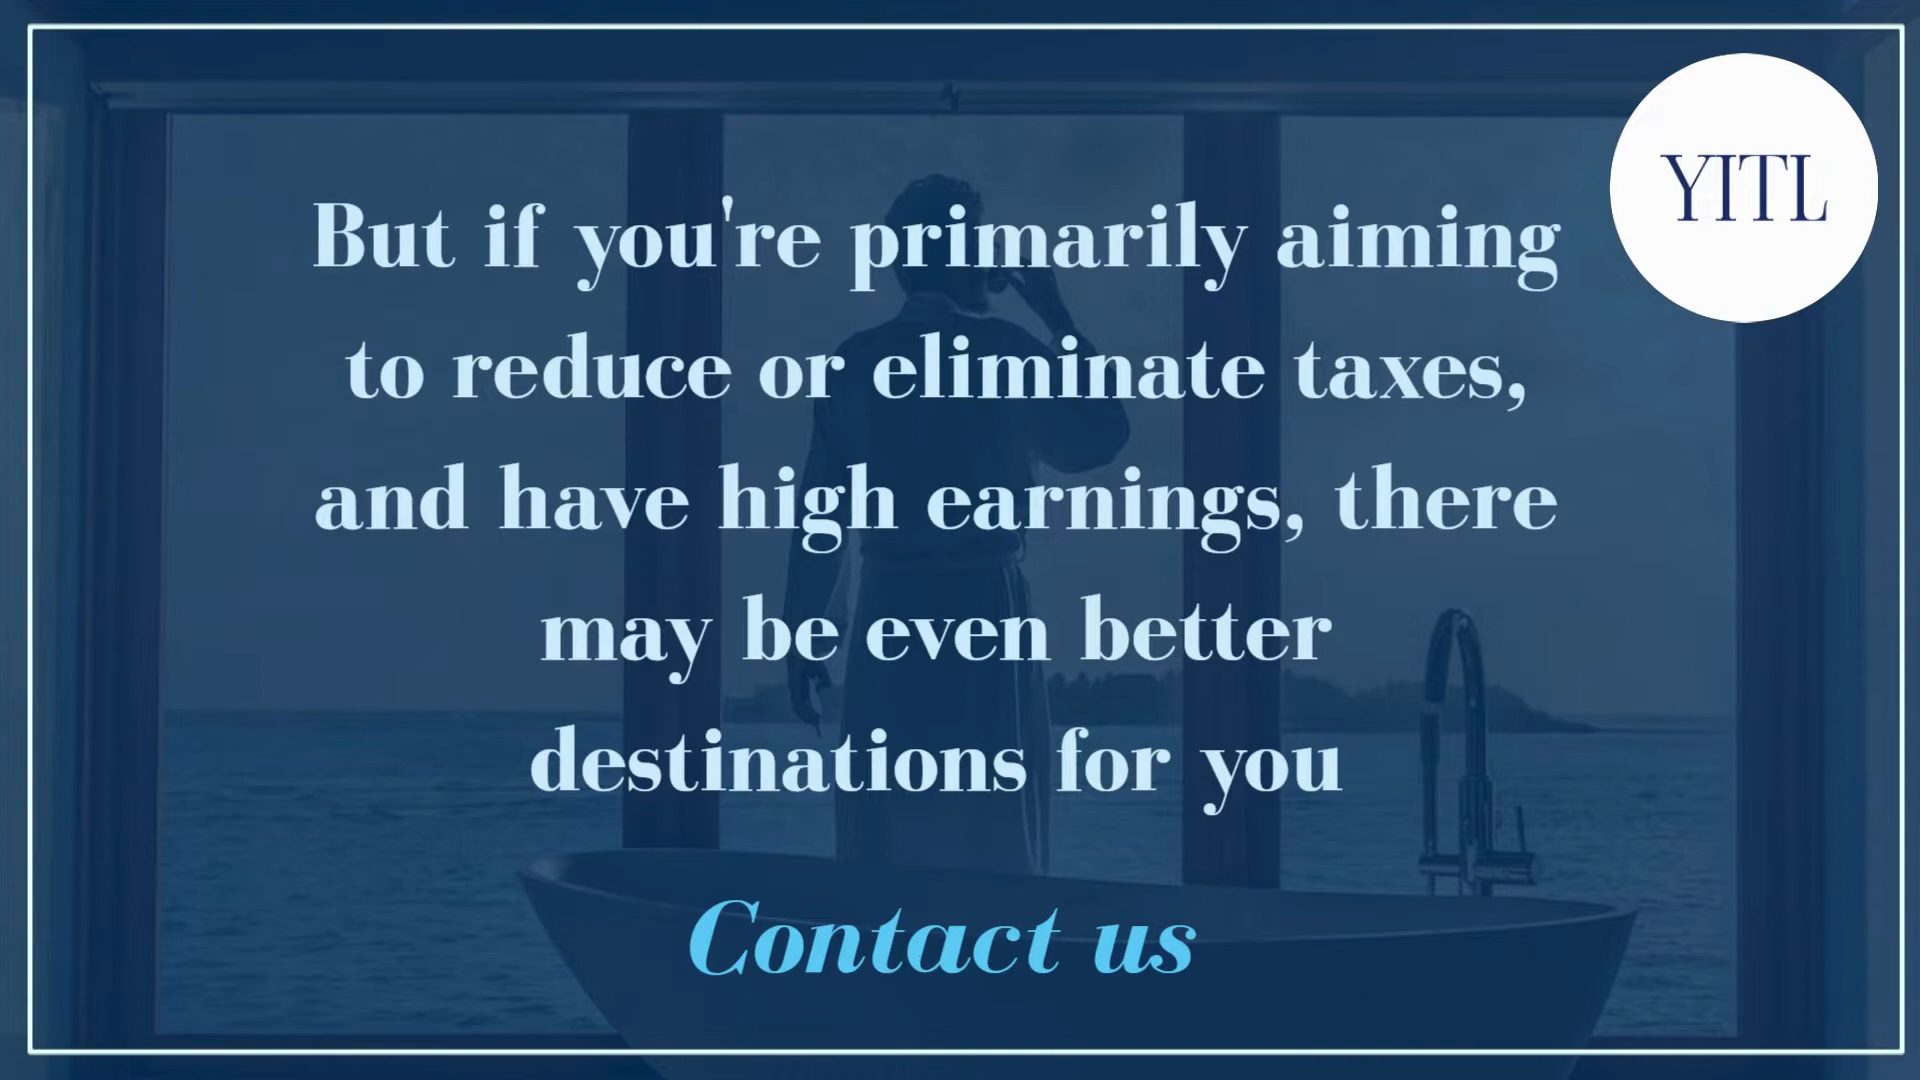 YITL
But if you're primarily aiming
to reduce or eliminate taxes,
and have high earnings, there
may be even better
destinations for you
Contact us